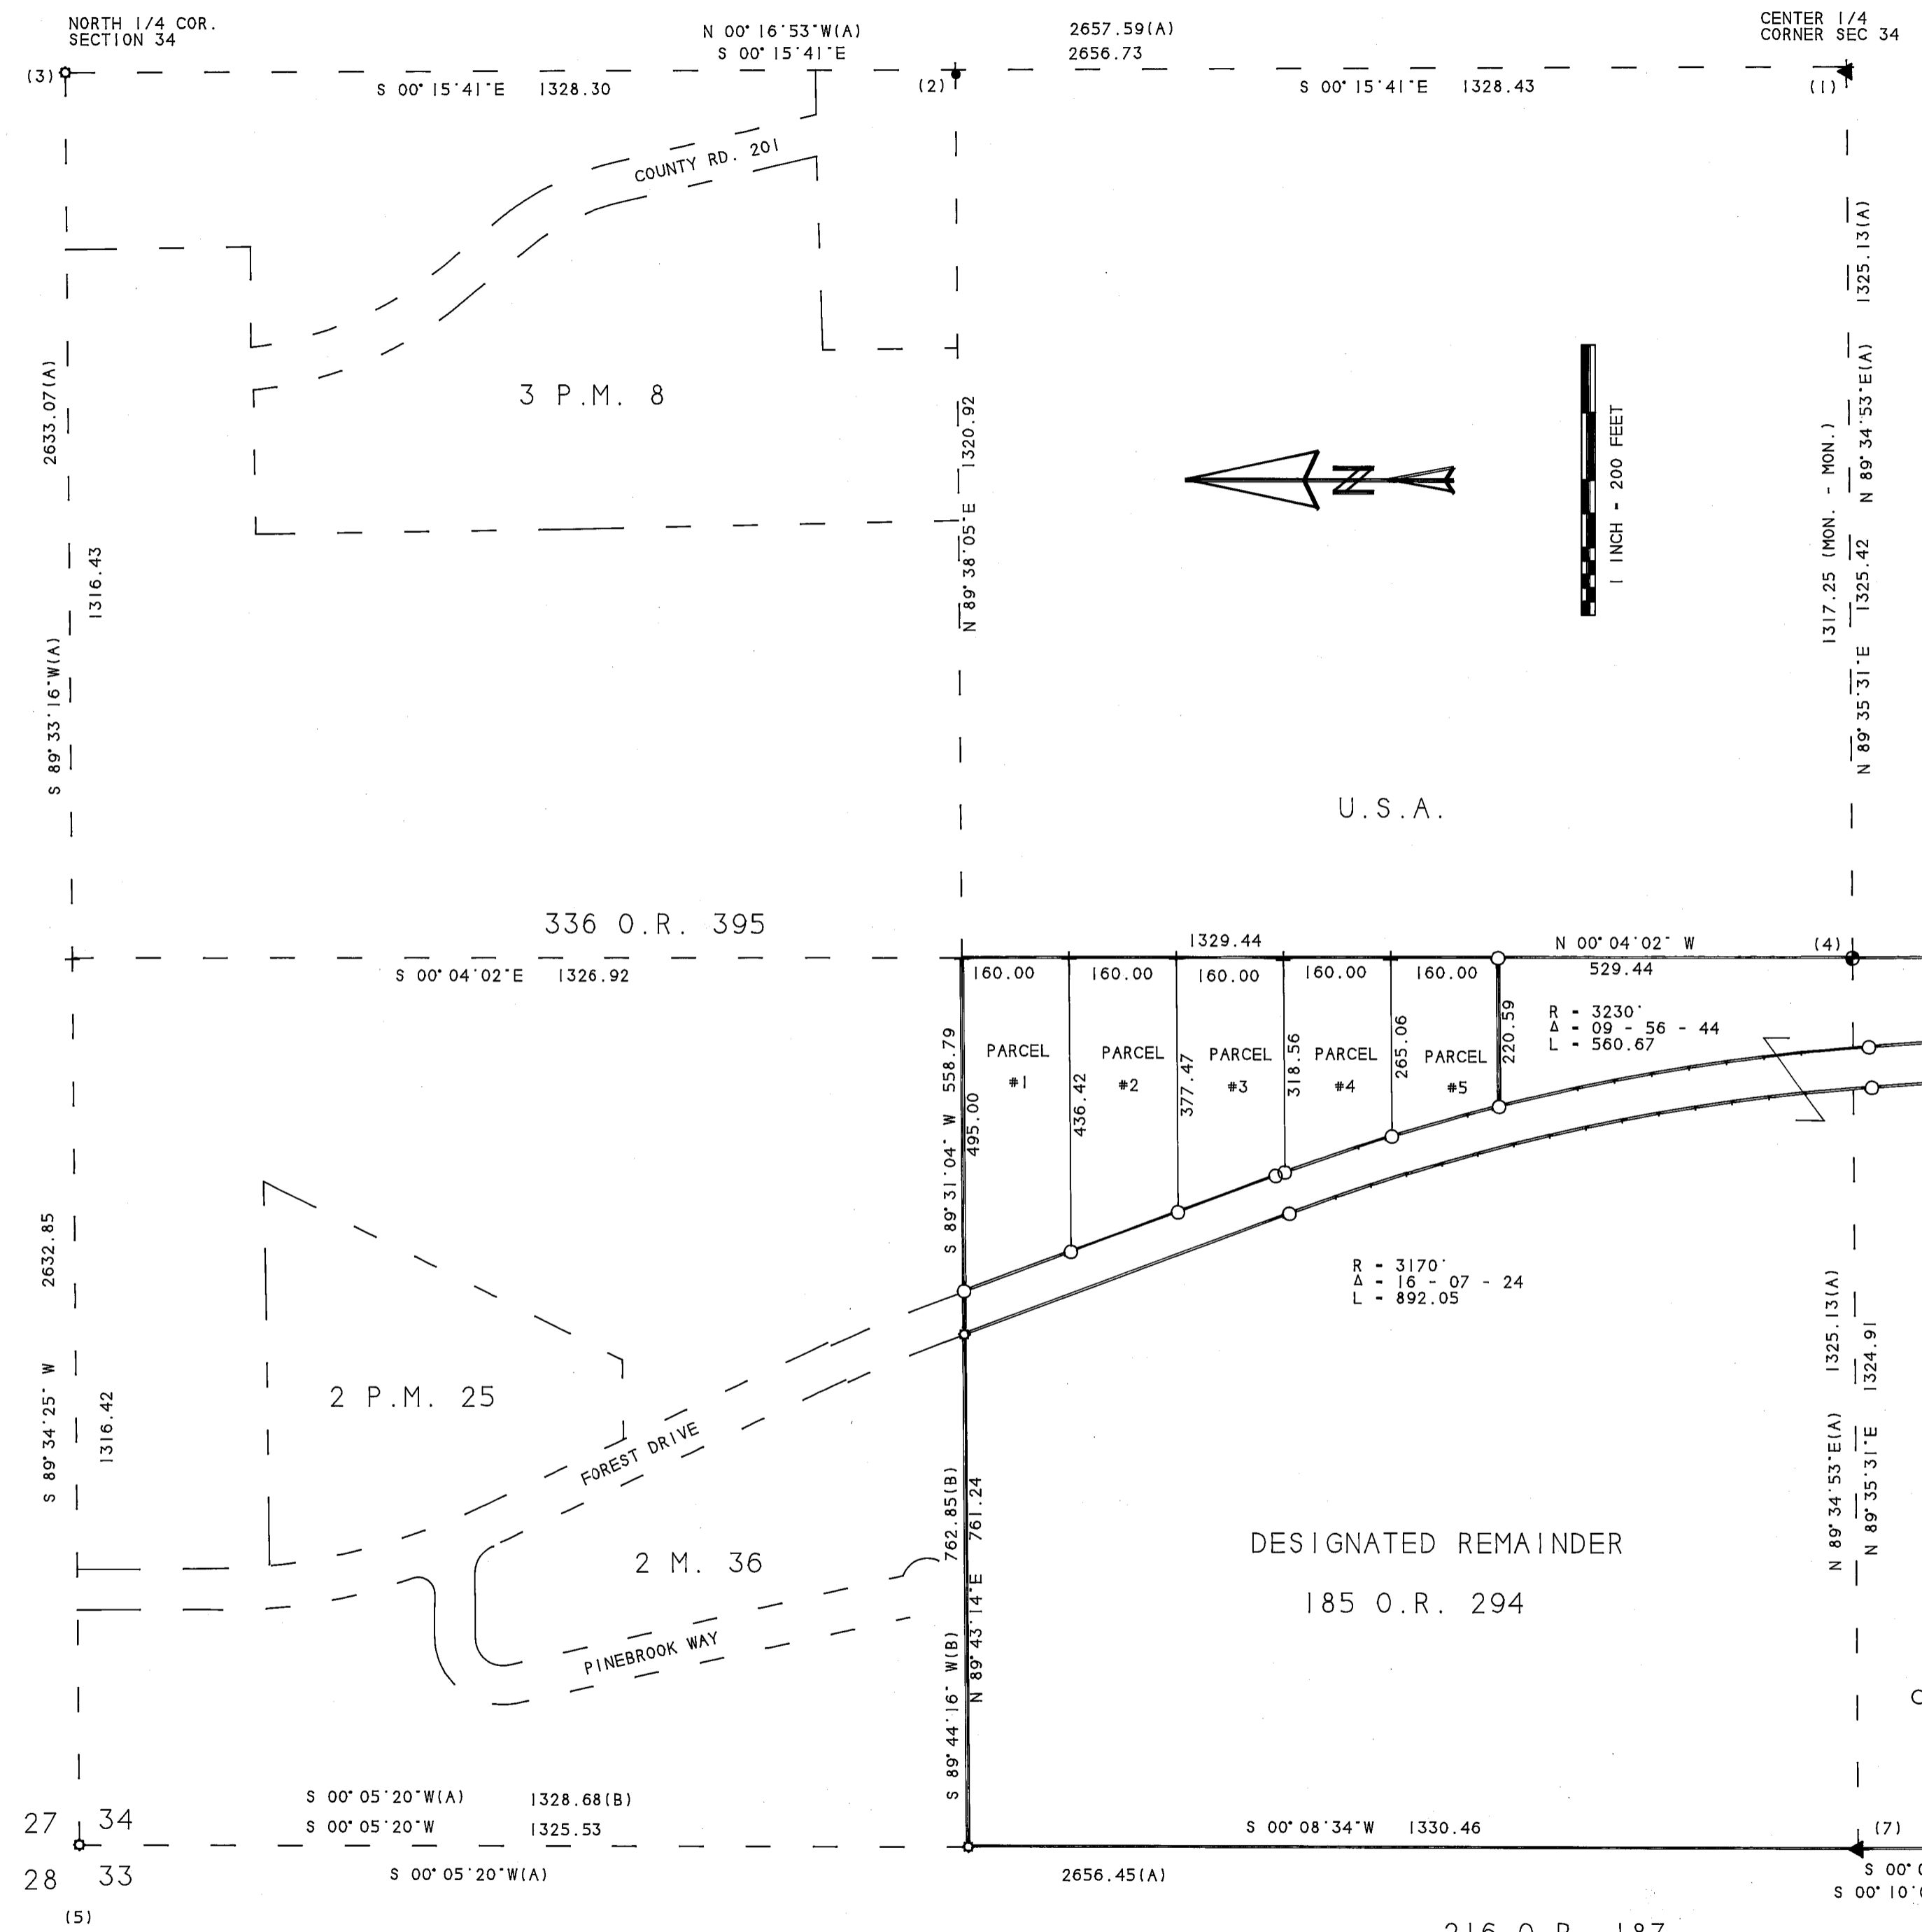 NORTH 1/4 COR.
SECTION 34
N 00° 16'53"W(A)
S 00° 15'41"E
2657.59(A)
2656.73
CENTER 1/4
CORNER SEC 34
(3)
S 00° 15'41"E 1328.30
(2)
S 00° 15'41"E 1328.43
(1)
COUNTY RD. 201
3 P.M. 8
2633.07(A)
S 89° 33'16"W(A)
1316.43
1320.92
N 89° 38'05"E
N
1 INCH - 200 FEET
1317.25 (MON. - MON.)
1325.13(A)
N 89° 34'53"E(A)
1325.42
N 89° 35'31"E
U.S.A.
336 O.R. 395
S 00° 04'02"E 1326.92
1329.44
N 00° 04'02" W
(4)
160.00
160.00
160.00
160.00
160.00
529.44
R - 3230'
Δ - 09 - 56 - 44
L - 560.67
PARCEL
#1
PARCEL
#2
PARCEL
#3
PARCEL
#4
PARCEL
#5
S 89° 31'04" W 558.79
495.00
436.42
377.47
318.56
265.06
220.59
R - 3170'
Δ - 16 - 07 - 24
L - 892.05
2632.85
S 89° 34'25" W
1316.42
2 P.M. 25
FOREST DRIVE
2 M. 36
PINEBROOK WAY
762.85(B)
S 89° 44'16" W(B)
761.24
N 89° 43'14"E
DESIGNATED REMAINDER
185 O.R. 294
1325.13(A)
N 89° 34'53"E(A)
1324.91
N 89° 35'31"E
S 00° 05'20"W(A) 1328.68(B)
S 00° 05'20"W 1325.53
27 34
28 33
S 00° 05'20"W(A)
(5)
S 00° 08'34"W 1330.46
(7)
2656.45(A)
S 00°
S 00° 10'